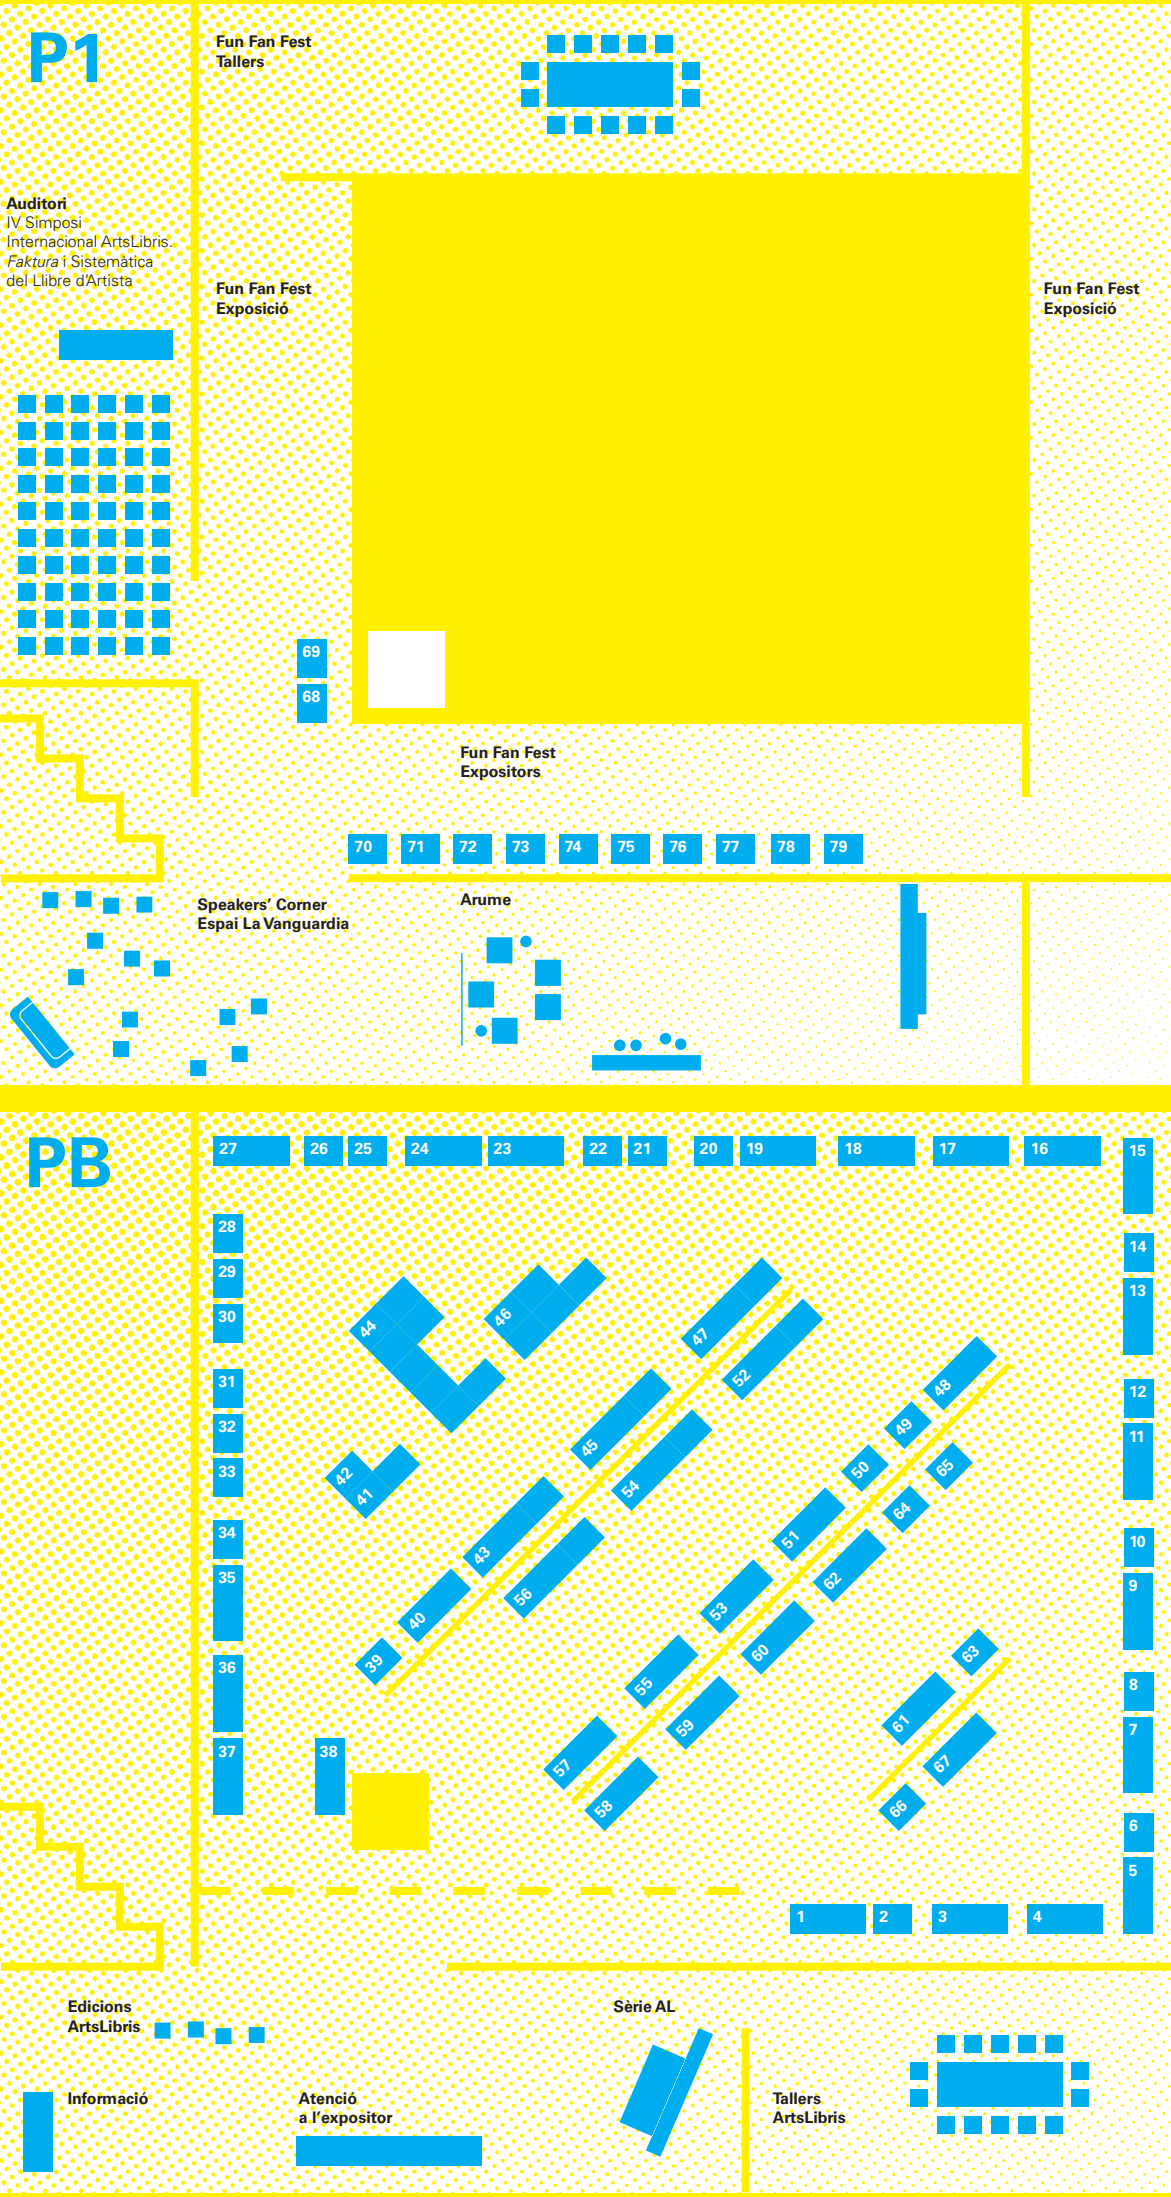 P1
Fun Fan Fest
Tallers
Auditori
IV Simposi
Internacional ArtsLibris.
Faktura i Sistemàtica
del Llibre d'Artista
Fun Fan Fest
Exposició
Fun Fan Fest
Exposició
69
68
Fun Fan Fest
Expositors
70 71 72 73 74 75 76 77 78 79
Speakers' Corner
Espai La Vanguardia
Arume
PB
27 26 25 24 23 22 21 20 19 18 17 16
15
28
14
29
13
30
44
46
47
31
52
48
12
32
49
11
42
45
33
41
54
50
65
34
43
51
64
10
35
56
62
9
40
53
39
60
63
36
55
8
59
61
37
38
57
67
7
58
66
6
5
1 2 3 4
Edicions
ArtsLibris
Sèrie AL
Informació
Atenció
a l'expositor
Tallers
ArtsLibris